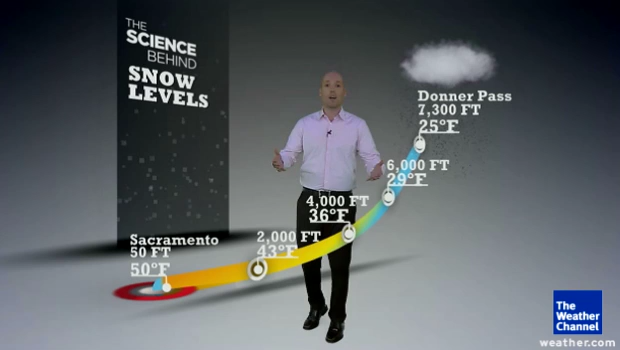 THE
SCIENCE
BEHIND
SNOW
LEVELS
Donner Pass
7,300 FT
25°F
6,000 FT
29°F
4,000 FT
36°F
2,000 FT
43°F
Sacramento
50 FT
50°F
The
Weather
Channel
weather.com